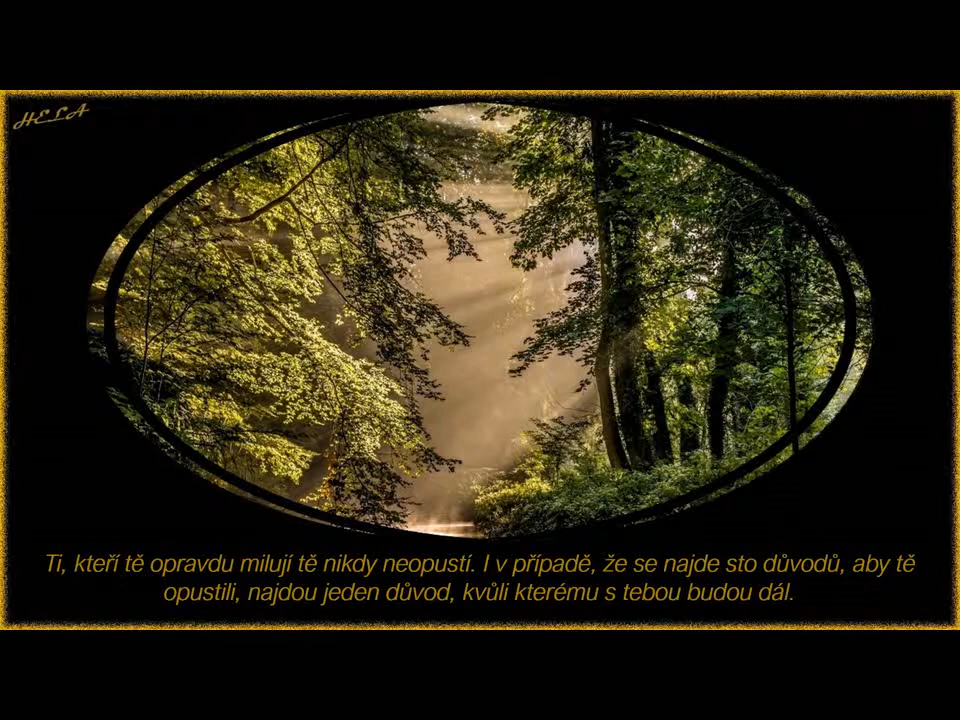 HELA
Ti, kteří tě opravdu milují tě nikdy neopustí. I v případě, že se najde sto důvodů, aby tě
opustili, najdou jeden důvod, kvůli kterému s tebou budou dál.